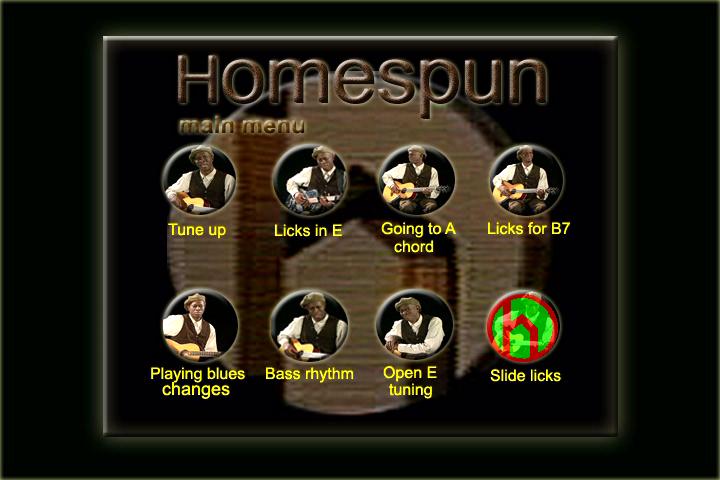 Homespun
main menu
Tune up
Licks in E
Going to A
chord
Licks for B7
Playing blues
changes
Bass rhythm
Open E
tuning
Slide licks